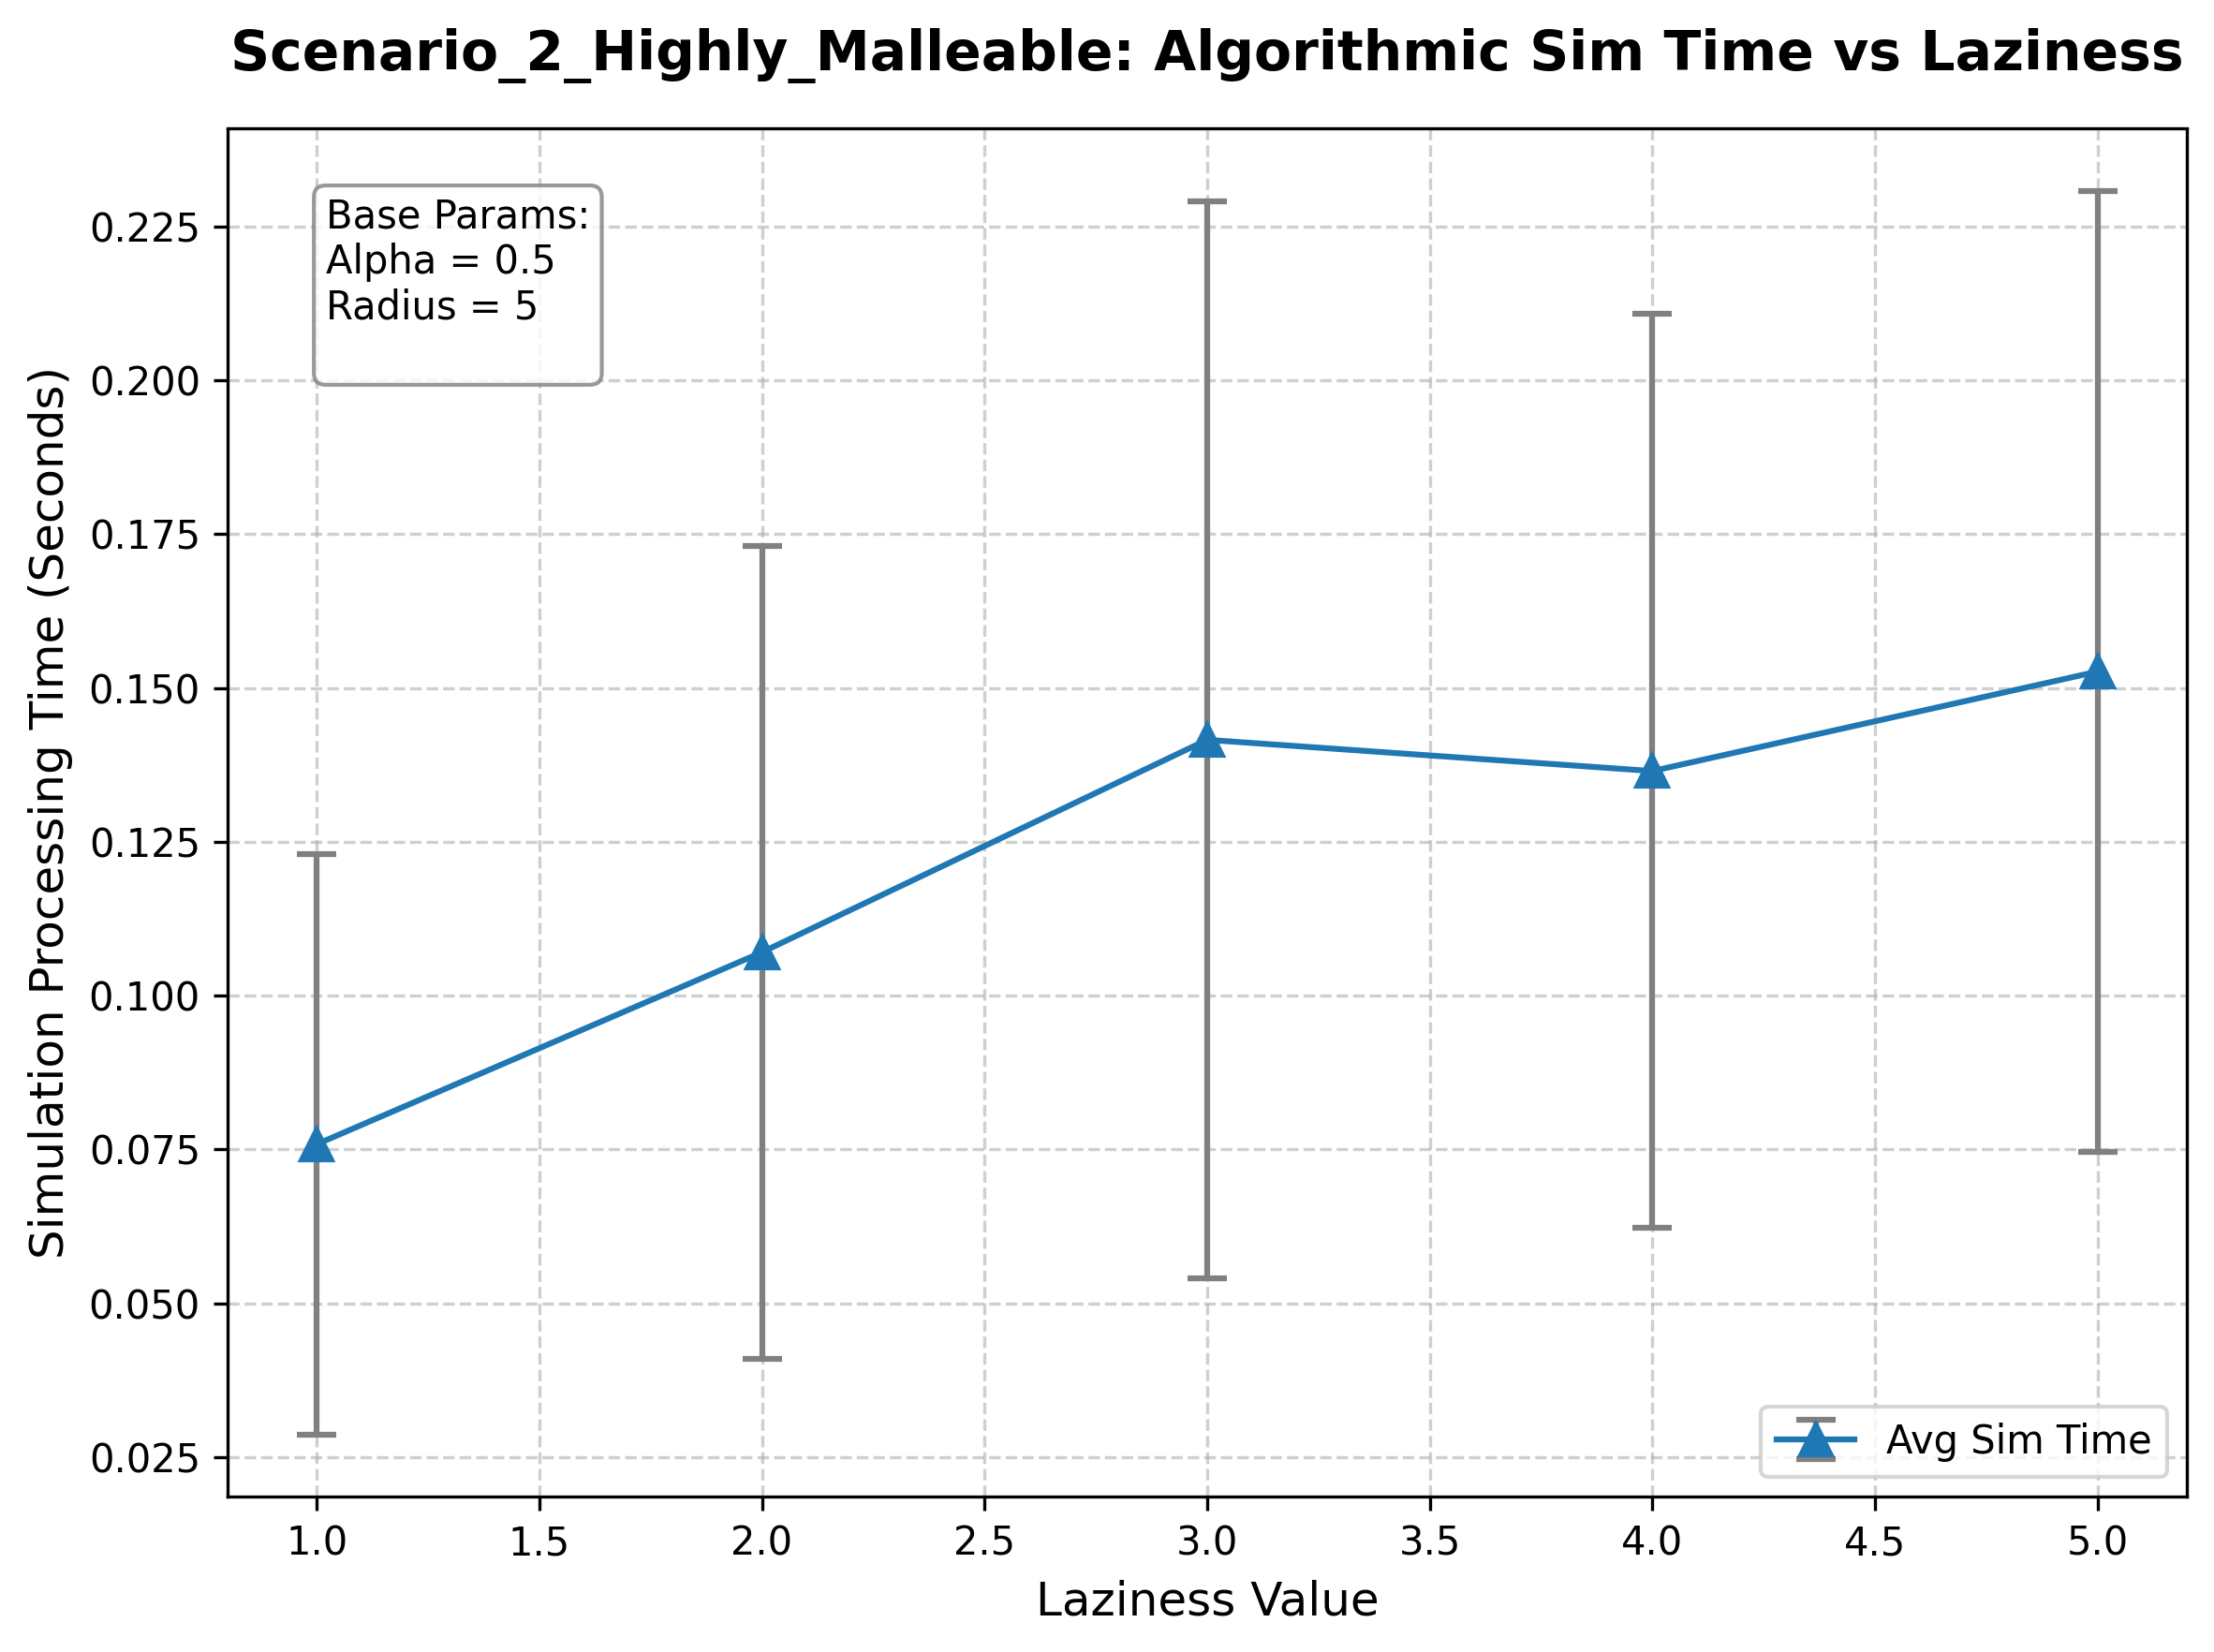 Scenario_2_Highly_Malleable: Algorithmic Sim Time vs Laziness
Base Params:
Alpha = 0.5
Radius = 5
0.225
0.200
0.175
0.150
0.125
0.100
0.075
0.050
0.025
Simulation Processing Time (Seconds)
Avg Sim Time
1.0 1.5 2.0 2.5 3.0 3.5 4.0 4.5 5.0
Laziness Value